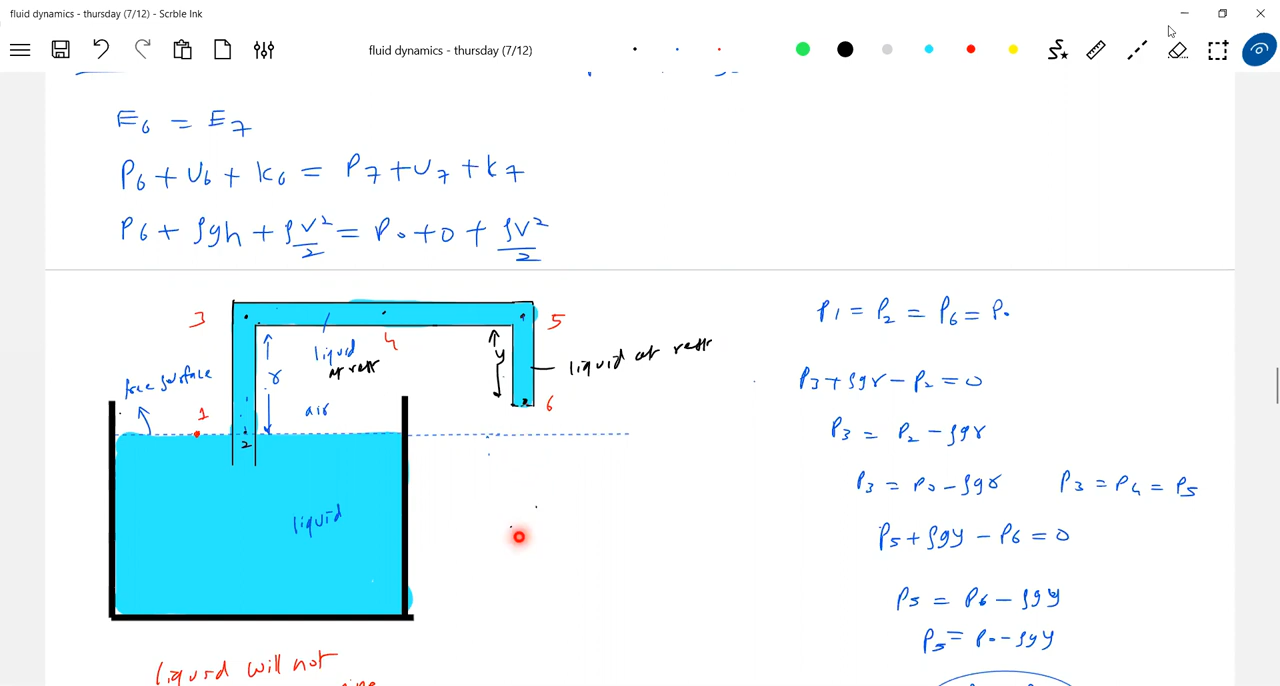 fluid dynamics - thursday (7/12) - Scrble Ink
fluid dynamics - thursday (7/12)
E6 = E7
P6 + U6 + K6 = P7 + U7 + K7
P6 + ρgh + ρv²/2 = P0 + 0 + ρv²/2
3
5
4
liquid
at rest
x
y
liquid at rest
free surface
1
air
6
2
liquid
P1 = P2 = P6 = P0
P3 + ρgx - P2 = 0
P3 = P2 - ρgx
P3 = P0 - ρgx P3 = P4 = P5
P5 + ρgy - P6 = 0
P5 = P6 - ρgy
P5 = P0 - ρgy
liquid will not